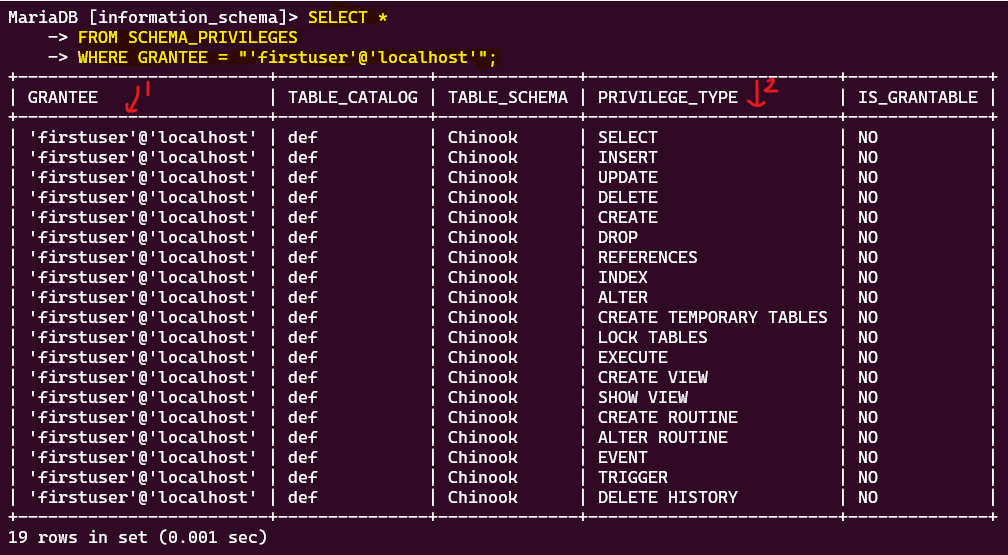 MariaDB [information_schema]> SELECT *
    -> FROM SCHEMA_PRIVILEGES
    -> WHERE GRANTEE = "'firstuser'@'localhost'";
+-------------------------+---------------+--------------+-------------------------+--------------+
| GRANTEE                 | TABLE_CATALOG | TABLE_SCHEMA | PRIVILEGE_TYPE          | IS_GRANTABLE |
1 2
+-------------------------+---------------+--------------+-------------------------+--------------+
| 'firstuser'@'localhost' | def           | Chinook      | SELECT                  | NO           |
| 'firstuser'@'localhost' | def           | Chinook      | INSERT                  | NO           |
| 'firstuser'@'localhost' | def           | Chinook      | UPDATE                  | NO           |
| 'firstuser'@'localhost' | def           | Chinook      | DELETE                  | NO           |
| 'firstuser'@'localhost' | def           | Chinook      | CREATE                  | NO           |
| 'firstuser'@'localhost' | def           | Chinook      | DROP                    | NO           |
| 'firstuser'@'localhost' | def           | Chinook      | REFERENCES              | NO           |
| 'firstuser'@'localhost' | def           | Chinook      | INDEX                   | NO           |
| 'firstuser'@'localhost' | def           | Chinook      | ALTER                   | NO           |
| 'firstuser'@'localhost' | def           | Chinook      | CREATE TEMPORARY TABLES | NO           |
| 'firstuser'@'localhost' | def           | Chinook      | LOCK TABLES             | NO           |
| 'firstuser'@'localhost' | def           | Chinook      | EXECUTE                 | NO           |
| 'firstuser'@'localhost' | def           | Chinook      | CREATE VIEW             | NO           |
| 'firstuser'@'localhost' | def           | Chinook      | SHOW VIEW               | NO           |
| 'firstuser'@'localhost' | def           | Chinook      | CREATE ROUTINE          | NO           |
| 'firstuser'@'localhost' | def           | Chinook      | ALTER ROUTINE           | NO           |
| 'firstuser'@'localhost' | def           | Chinook      | EVENT                   | NO           |
| 'firstuser'@'localhost' | def           | Chinook      | TRIGGER                 | NO           |
| 'firstuser'@'localhost' | def           | Chinook      | DELETE HISTORY          | NO           |
+-------------------------+---------------+--------------+-------------------------+--------------+
19 rows in set (0.001 sec)